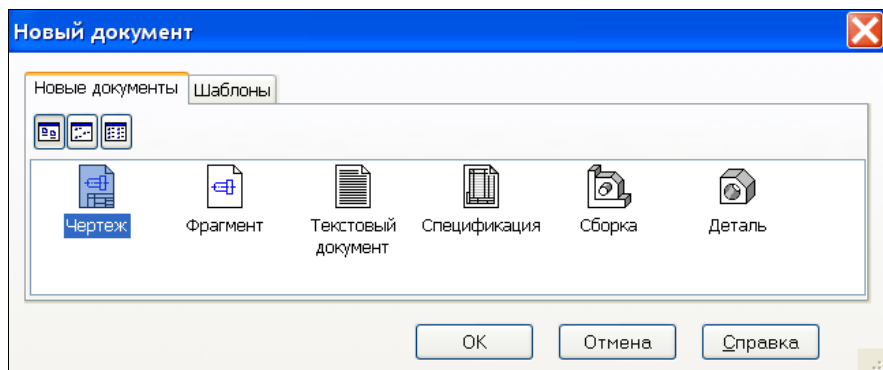 Новый документ
Новые документы
Шаблоны
Чертеж
Фрагмент
Текстовый
документ
Спецификация
Сборка
Деталь
OK
Отмена
Справка